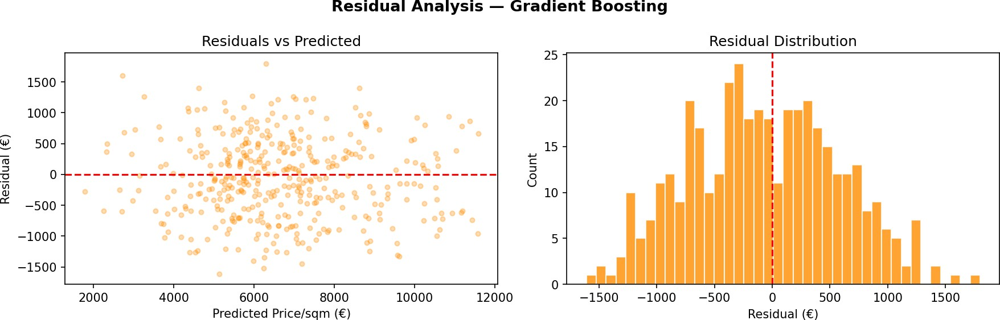 Residual Analysis — Gradient Boosting
Residuals vs Predicted
1500
1000
500
0
−500
−1000
−1500
Residual (€)
2000 4000 6000 8000 10000 12000
Predicted Price/sqm (€)
Residual Distribution
25
20
15
10
5
0
Count
−1500 −1000 −500 0 500 1000 1500
Residual (€)